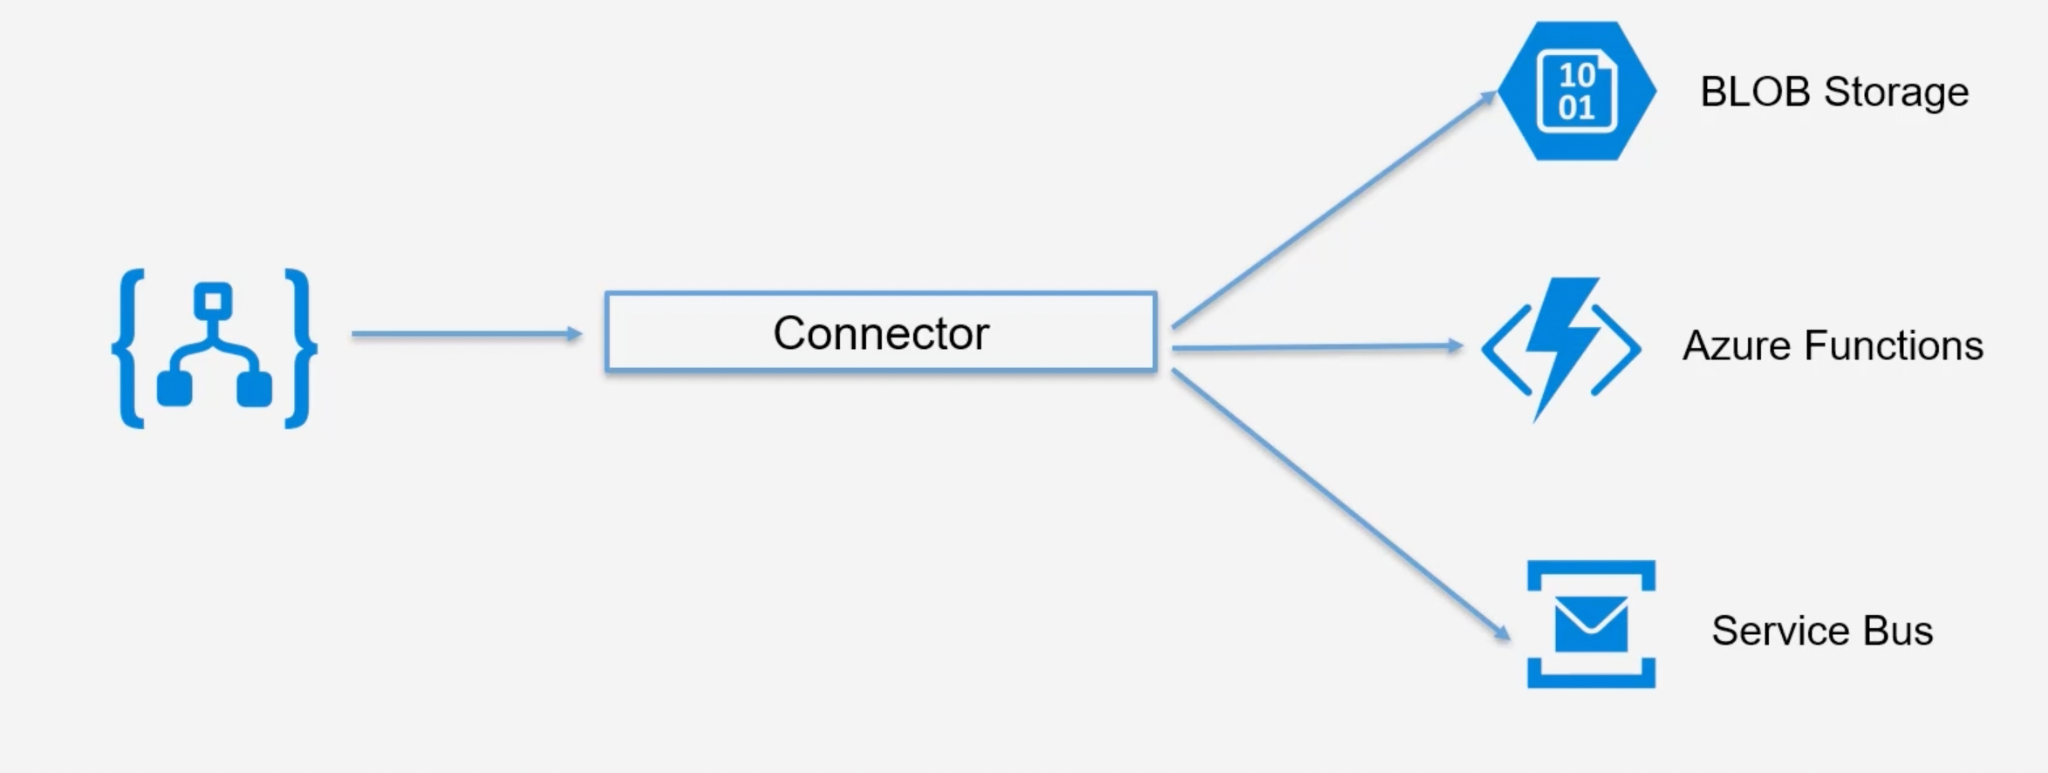 10
01
BLOB Storage
Connector
Azure Functions
Service Bus